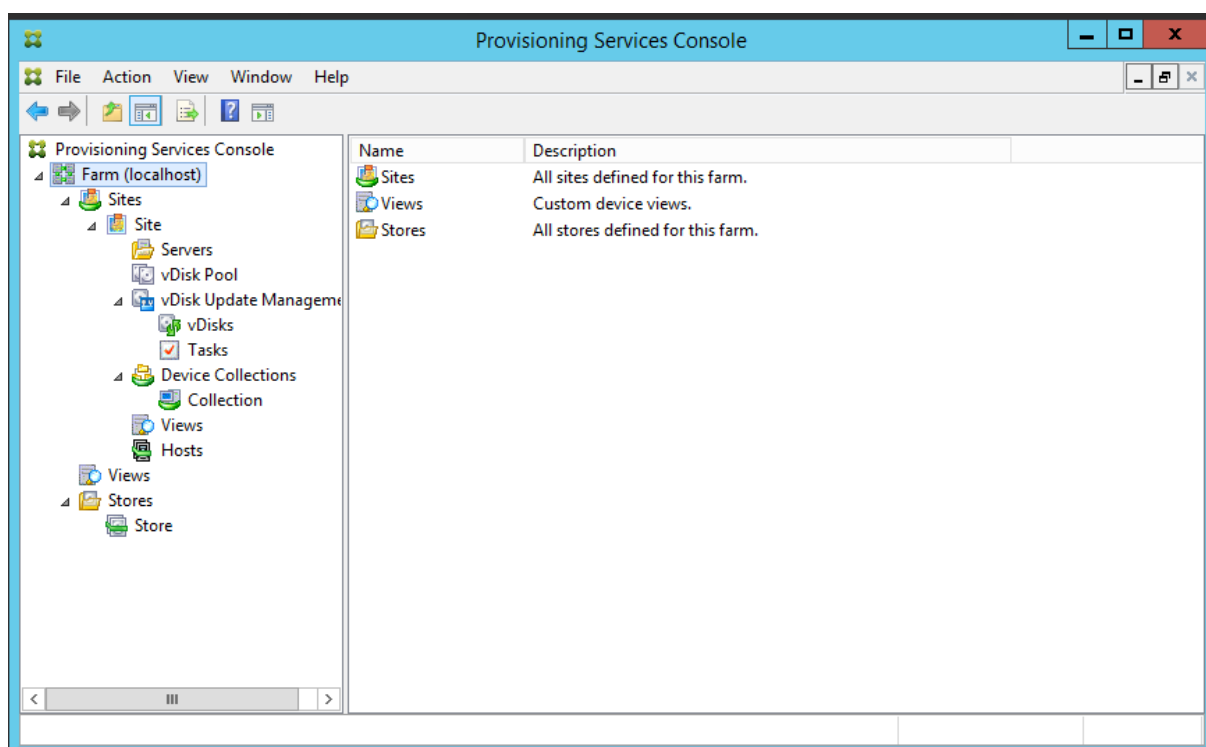 Provisioning Services Console
File Action View Window Help
Provisioning Services Console
Farm (localhost)
Sites
Site
Servers
vDisk Pool
vDisk Update Manageme
vDisks
Tasks
Device Collections
Collection
Views
Hosts
Views
Stores
Store
Name Description
Sites All sites defined for this farm.
Views Custom device views.
Stores All stores defined for this farm.